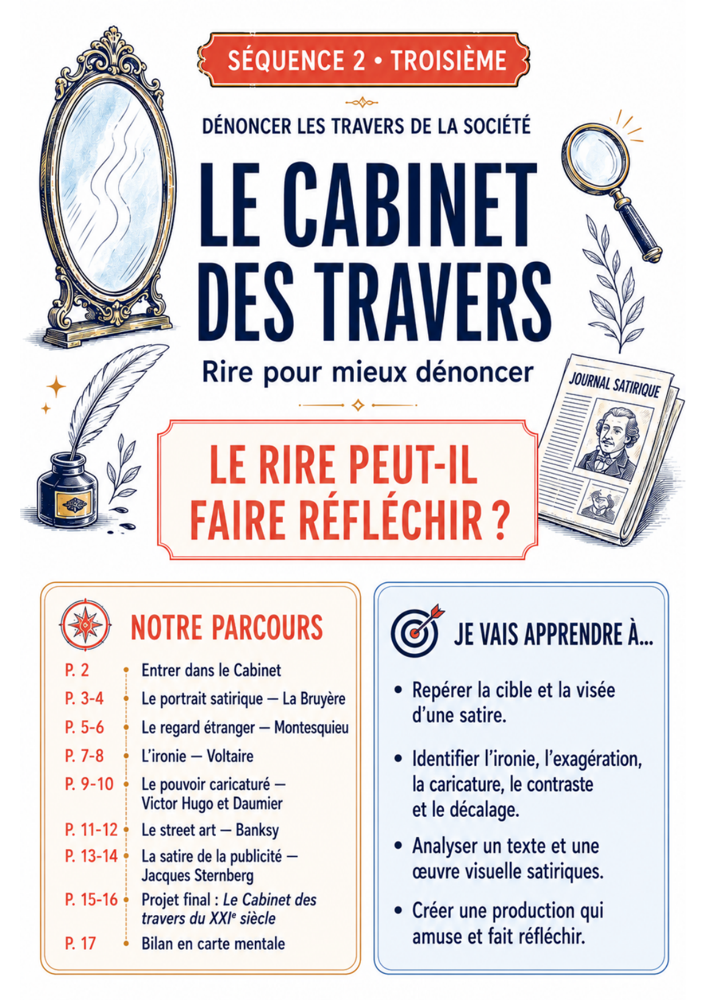 SÉQUENCE 2 • TROISIÈME
DÉNONCER LES TRAVERS DE LA SOCIÉTÉ
LE CABINET
DES TRAVERS
Rire pour mieux dénoncer
JOURNAL SATIRIQUE
LE RIRE PEUT-IL
FAIRE RÉFLÉCHIR ?
NOTRE PARCOURS
P. 2 Entrer dans le Cabinet
P. 3-4 Le portrait satirique — La Bruyère
P. 5-6 Le regard étranger — Montesquieu
P. 7-8 L'ironie — Voltaire
P. 9-10 Le pouvoir caricaturé —
Victor Hugo et Daumier
P. 11-12 Le street art — Banksy
P. 13-14 La satire de la publicité —
Jacques Sternberg
P. 15-16 Projet final : Le Cabinet des
travers du XXIe siècle
P. 17 Bilan en carte mentale
JE VAIS APPRENDRE À...
• Repérer la cible et la visée
d'une satire.
• Identifier l'ironie, l'exagération,
la caricature, le contraste
et le décalage.
• Analyser un texte et une
œuvre visuelle satiriques.
• Créer une production qui
amuse et fait réfléchir.